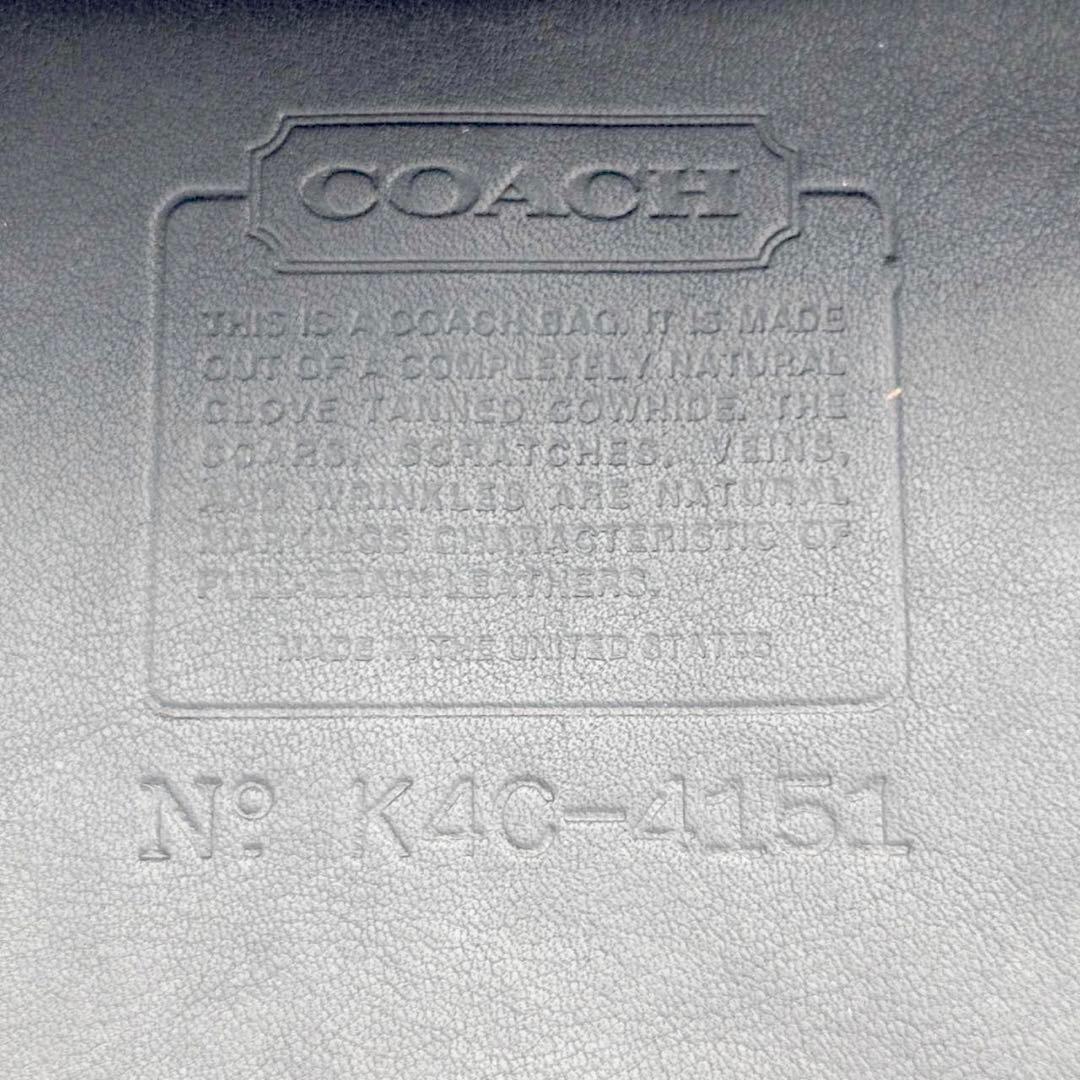 COACH
THIS IS A COACH BAG. IT IS MADE
OUT OF A COMPLETELY NATURAL
GLOVE TANNED COWHIDE. THE
SCARS, SCRATCHES, VEINS,
AND WRINKLES ARE NATURAL
MARKINGS CHARACTERISTIC OF
FULL-GRAIN LEATHERS.
MADE IN THE UNITED STATES
Nº K4C-4151